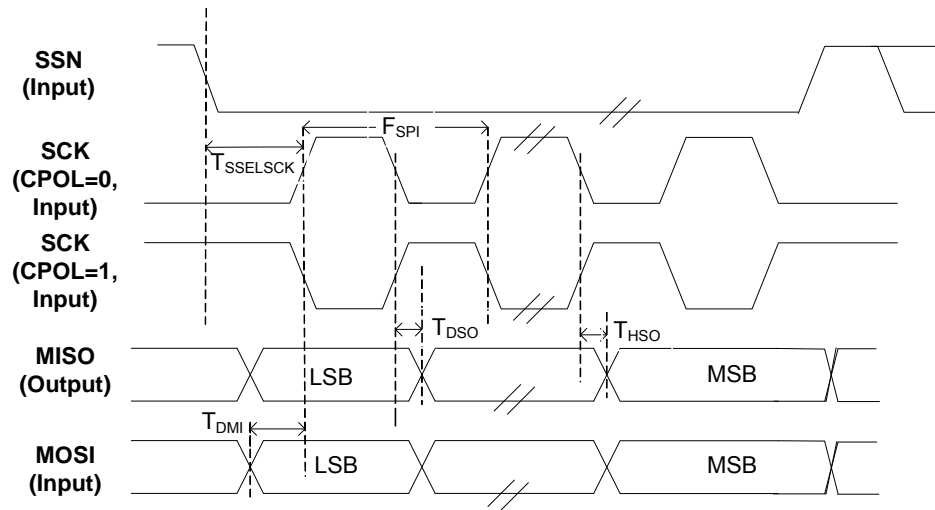 SSN
(Input)
F_SPI
SCK
(CPOL=0,
Input)
T_SSELSCK
SCK
(CPOL=1,
Input)
T_DSO
T_HSO
MISO
(Output)
LSB
MSB
T_DMI
MOSI
(Input)
LSB
MSB